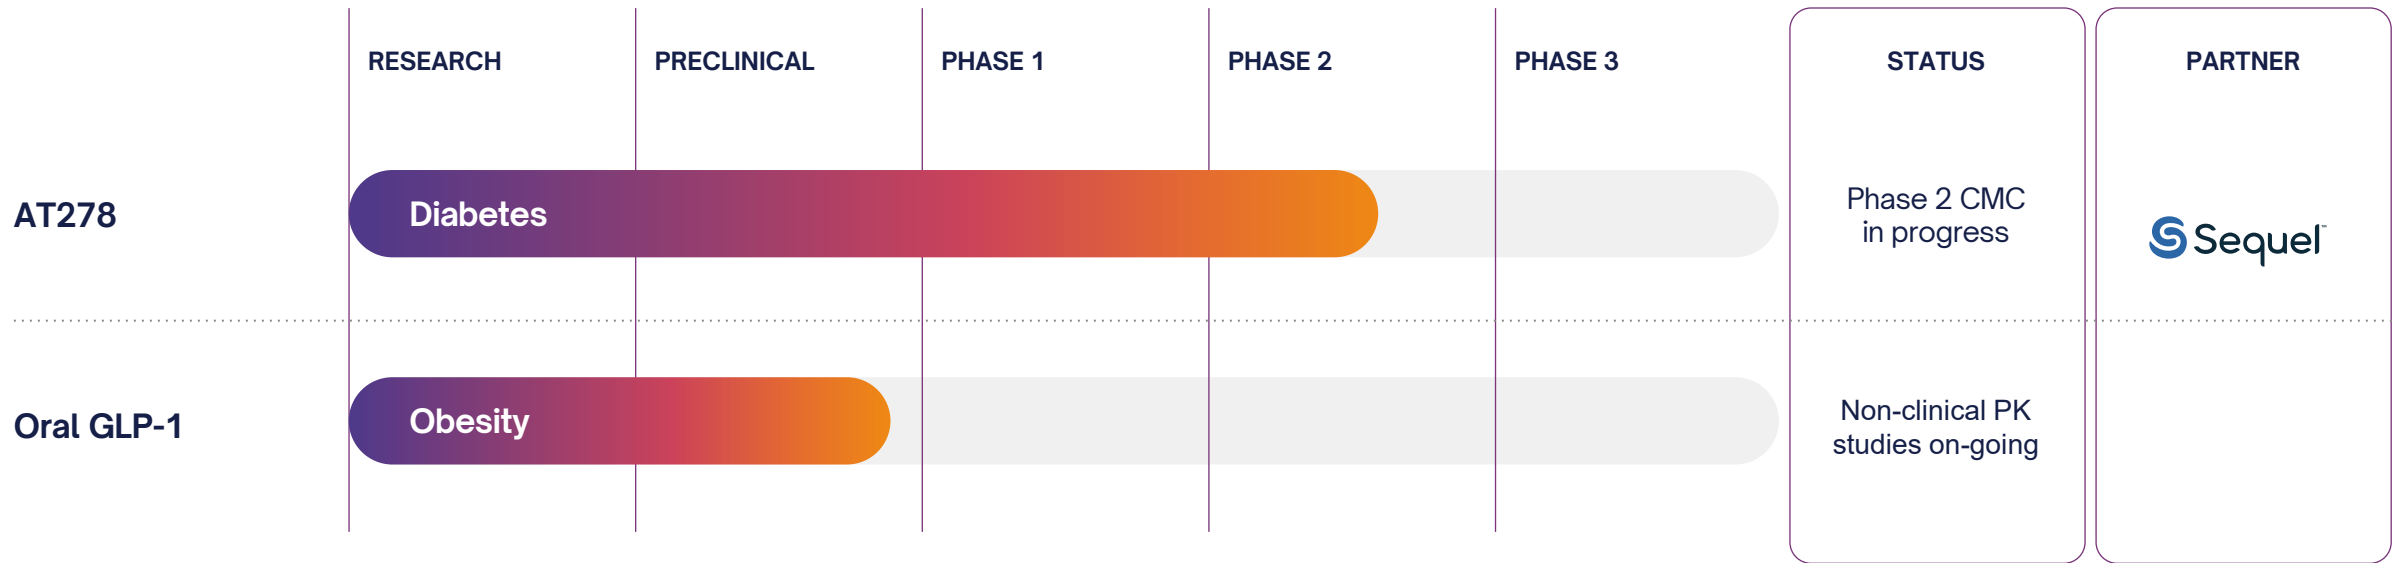 RESEARCH
PRECLINICAL
PHASE 1
PHASE 2
PHASE 3
STATUS
PARTNER
AT278
Diabetes
Phase 2 CMC
in progress
Sequel™
Oral GLP-1
Obesity
Non-clinical PK
studies on-going